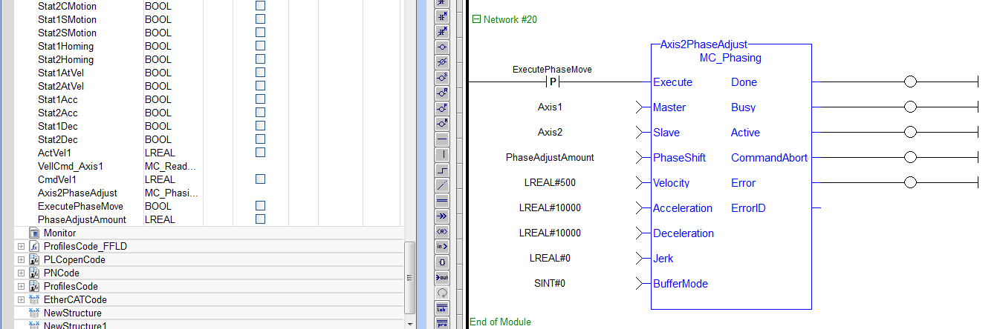 Stat2CMotion BOOL
Stat1SMotion BOOL
Stat2SMotion BOOL
Stat1Homing BOOL
Stat2Homing BOOL
Stat1AtVel BOOL
Stat2AtVel BOOL
Stat1Acc BOOL
Stat2Acc BOOL
Stat1Dec BOOL
Stat2Dec BOOL
ActVel1 LREAL
VellCmd_Axis1 MC_Read...
CmdVel1 LREAL
Axis2PhaseAdjust MC_Phasi...
ExecutePhaseMove BOOL
PhaseAdjustAmount LREAL
Monitor
ProfilesCode_FFLD
PLCopenCode
PNCode
ProfilesCode
EtherCATCode
NewStructure
NewStructure1
Network #20
Axis2PhaseAdjust
MC_Phasing
ExecutePhaseMove
P
Execute Done
Axis1 Master Busy
Axis2 Slave Active
PhaseAdjustAmount PhaseShift CommandAbort
LREAL#500 Velocity Error
LREAL#10000 Acceleration ErrorID
LREAL#10000 Deceleration
LREAL#0 Jerk
SINT#0 BufferMode
End of Module